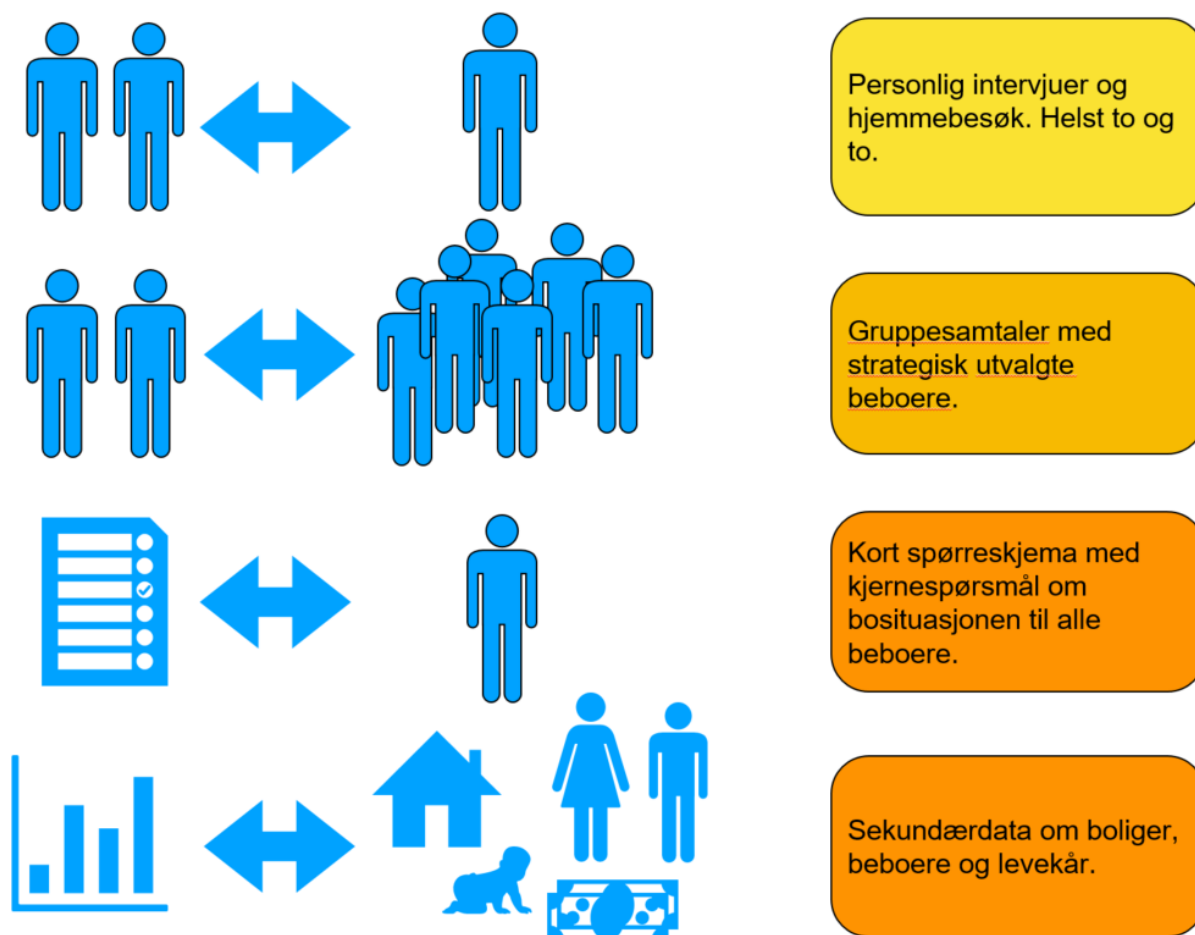 Personlig intervjuer og
hjemmebesøk. Helst to og
to.
Gruppesamtaler med
strategisk utvalgte
beboere.
Kort spørreskjema med
kjernespørsmål om
bosituasjonen til alle
beboere.
Sekundærdata om boliger,
beboere og levekår.